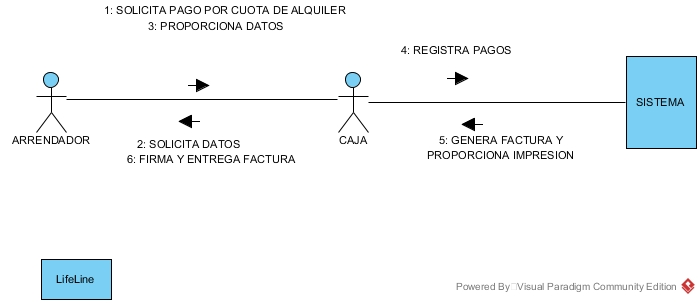 1: SOLICITA PAGO POR CUOTA DE ALQUILER
3: PROPORCIONA DATOS
4: REGISTRA PAGOS
SISTEMA
ARRENDADOR
CAJA
2: SOLICITA DATOS
6: FIRMA Y ENTREGA FACTURA
5: GENERA FACTURA Y
PROPORCIONA IMPRESION
LifeLine
Powered By Visual Paradigm Community Edition